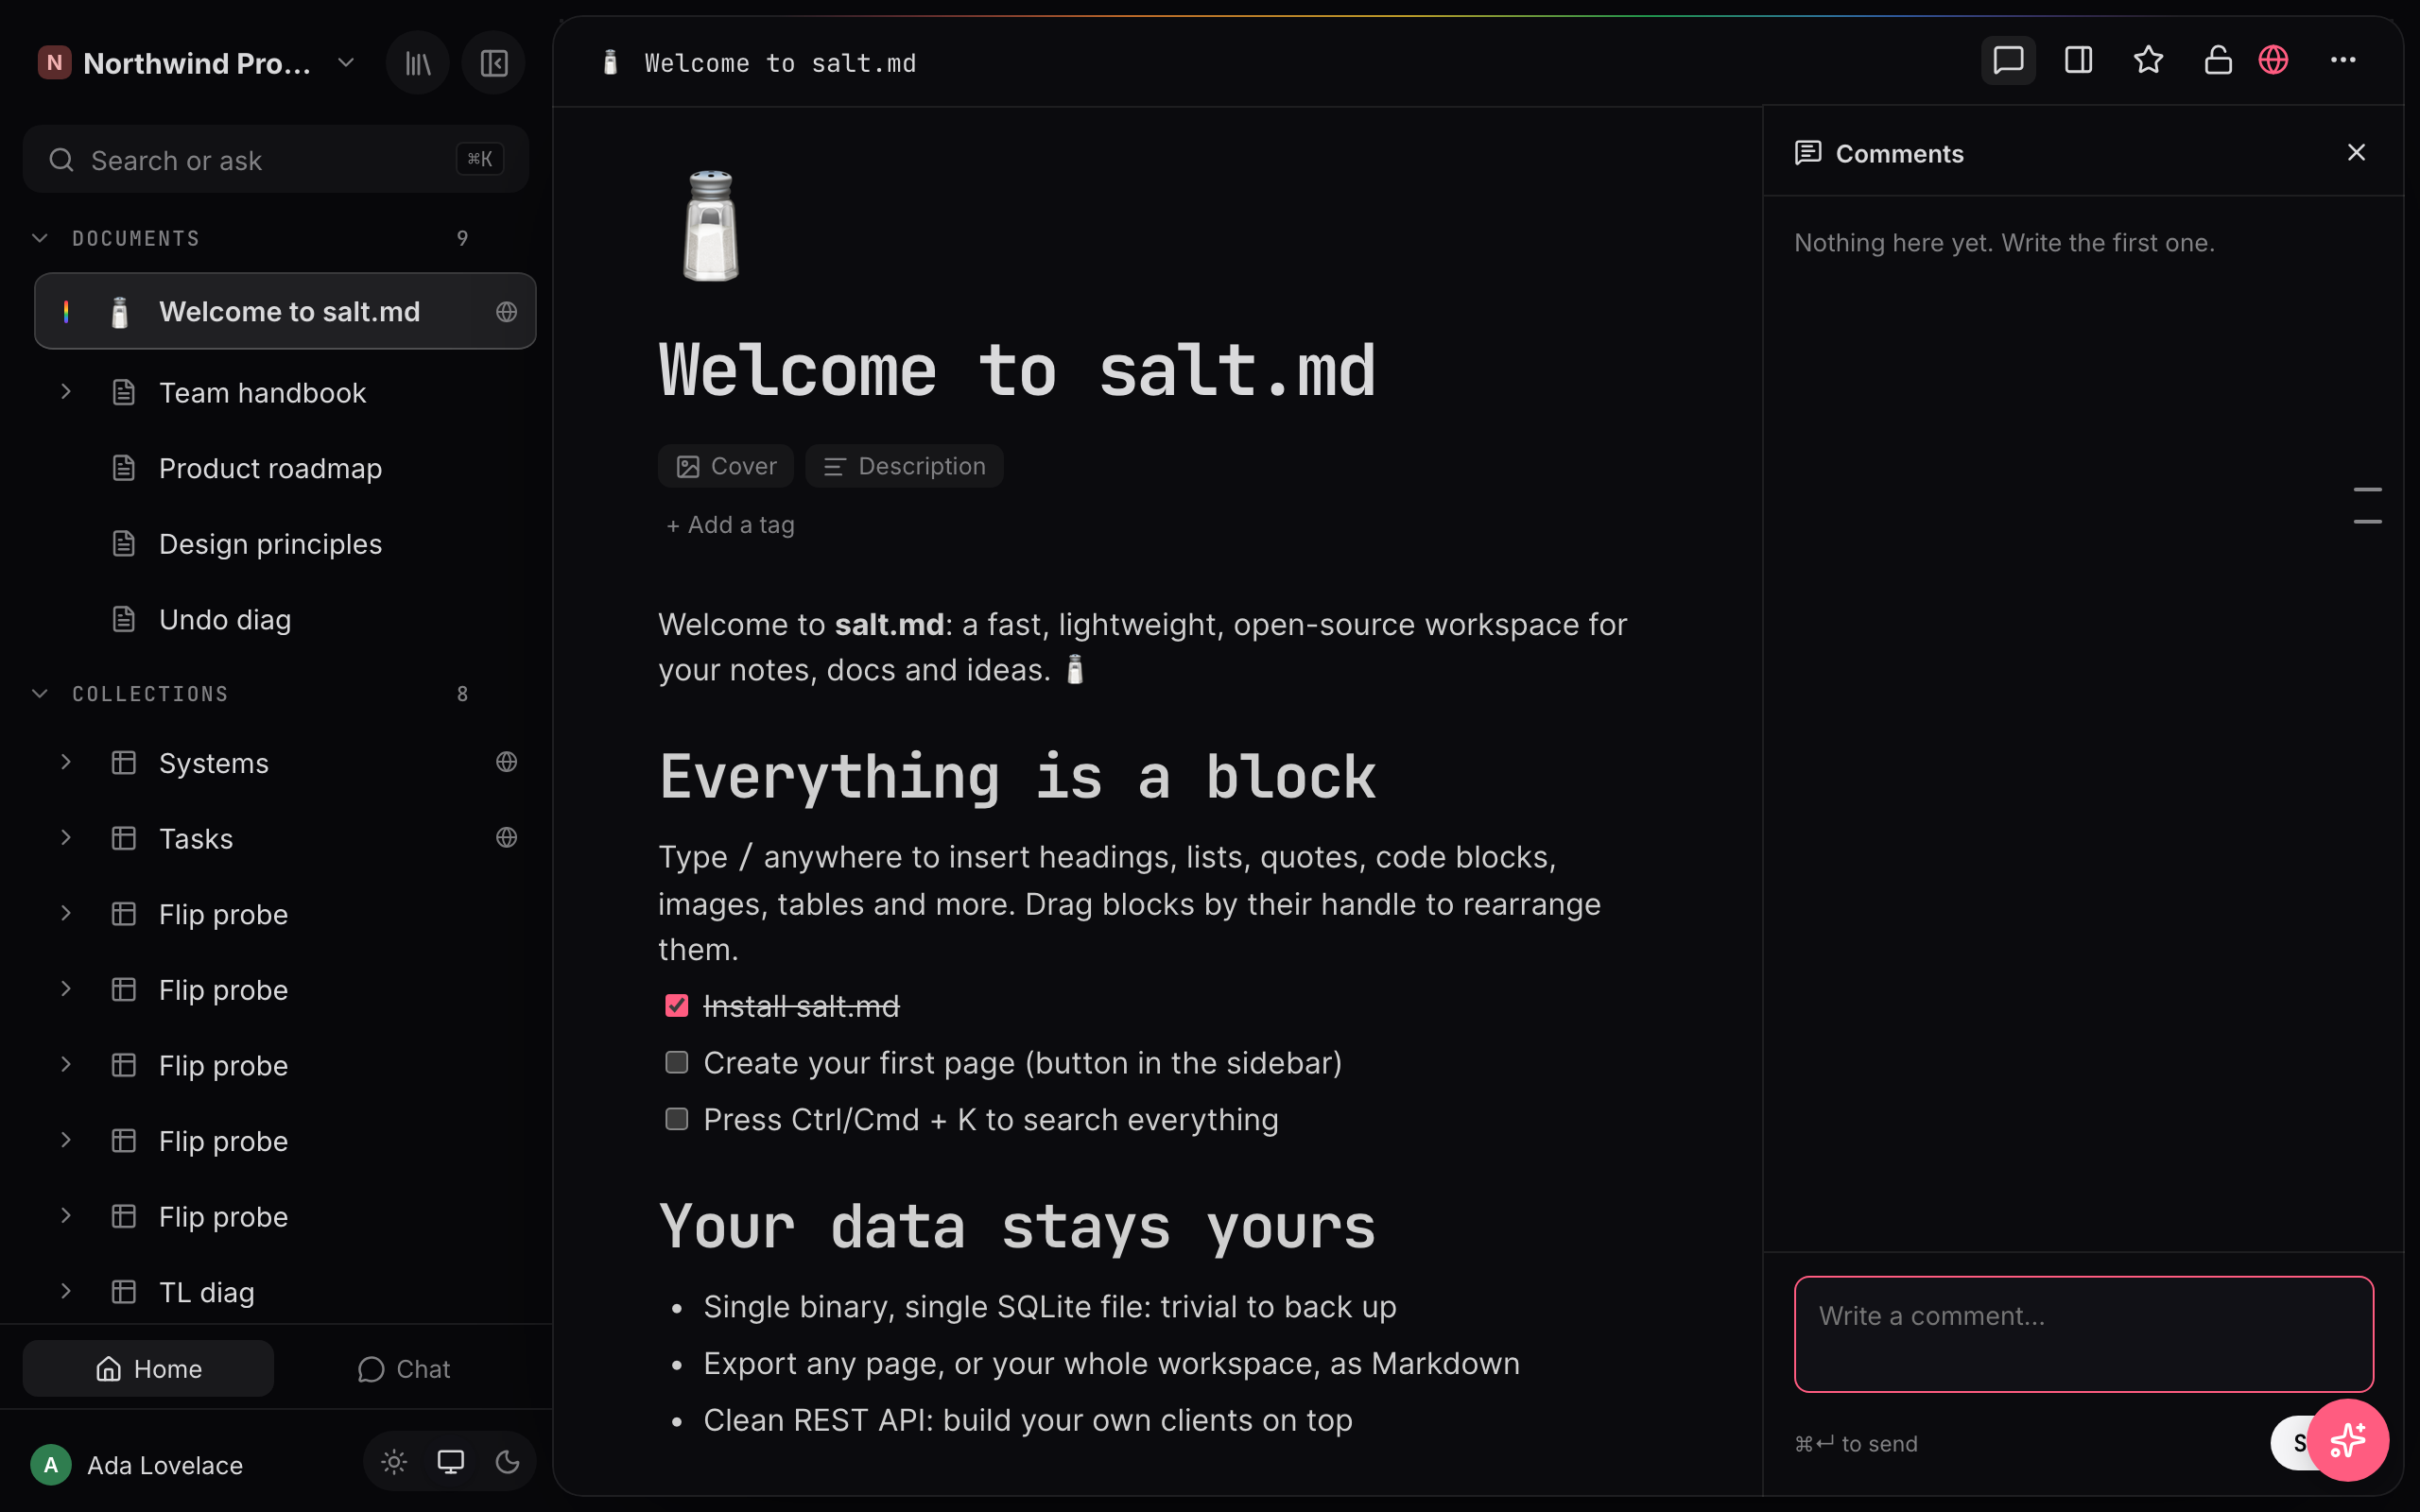 N Northwind Pro...
Search or ask ⌘K
DOCUMENTS 9
Welcome to salt.md
Team handbook
Product roadmap
Design principles
Undo diag
COLLECTIONS 8
Systems
Tasks
Flip probe
Flip probe
Flip probe
Flip probe
Flip probe
TL diag
Home Chat
A Ada Lovelace
Welcome to salt.md
Welcome to salt.md
Cover Description
+ Add a tag
Welcome to salt.md: a fast, lightweight, open-source workspace for
your notes, docs and ideas.
Everything is a block
Type / anywhere to insert headings, lists, quotes, code blocks,
images, tables and more. Drag blocks by their handle to rearrange
them.
Install salt.md
Create your first page (button in the sidebar)
Press Ctrl/Cmd + K to search everything
Your data stays yours
• Single binary, single SQLite file: trivial to back up
• Export any page, or your whole workspace, as Markdown
• Clean REST API: build your own clients on top
Comments
Nothing here yet. Write the first one.
Write a comment...
⌘↵ to send